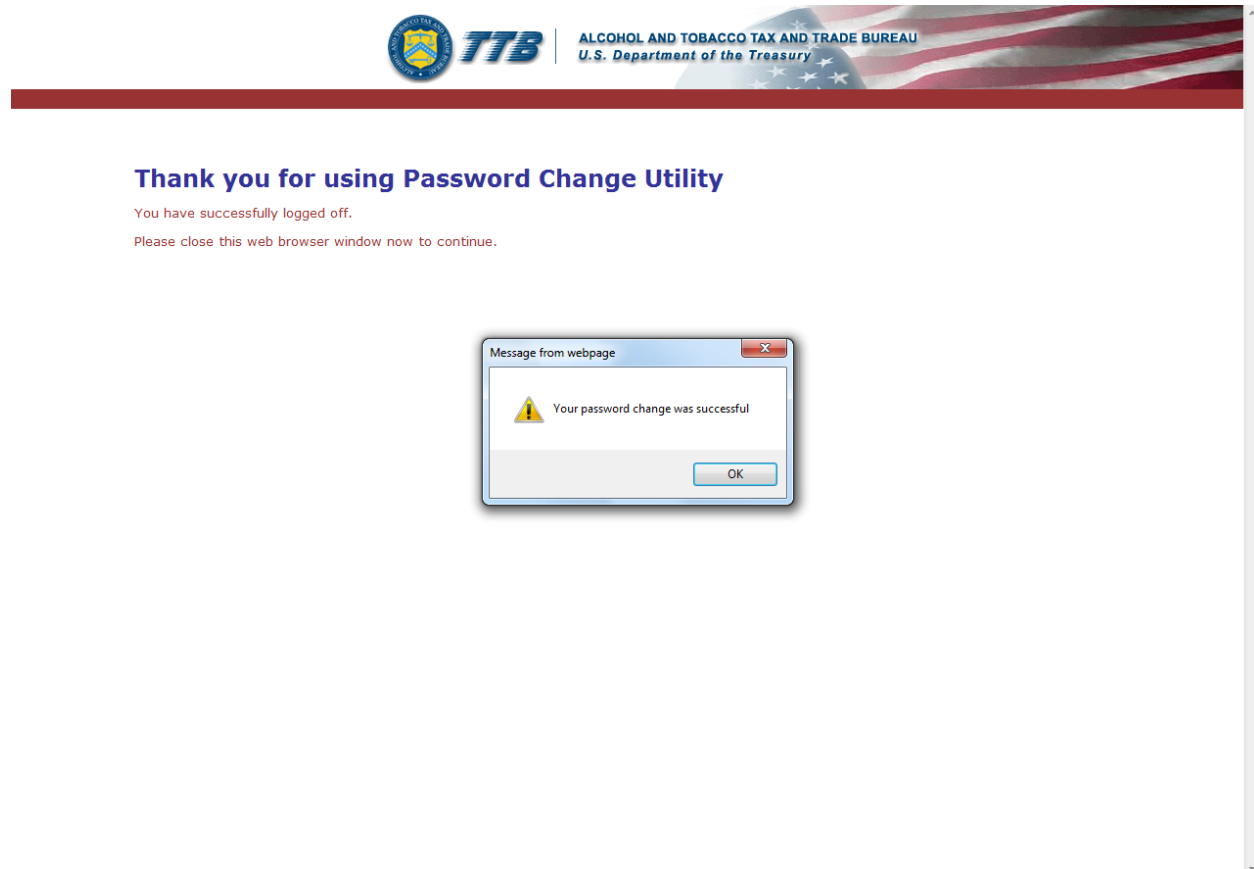 TTB
ALCOHOL AND TOBACCO TAX AND TRADE BUREAU
U.S. Department of the Treasury
Thank you for using Password Change Utility
You have successfully logged off.
Please close this web browser window now to continue.
Message from webpage
Your password change was successful
OK